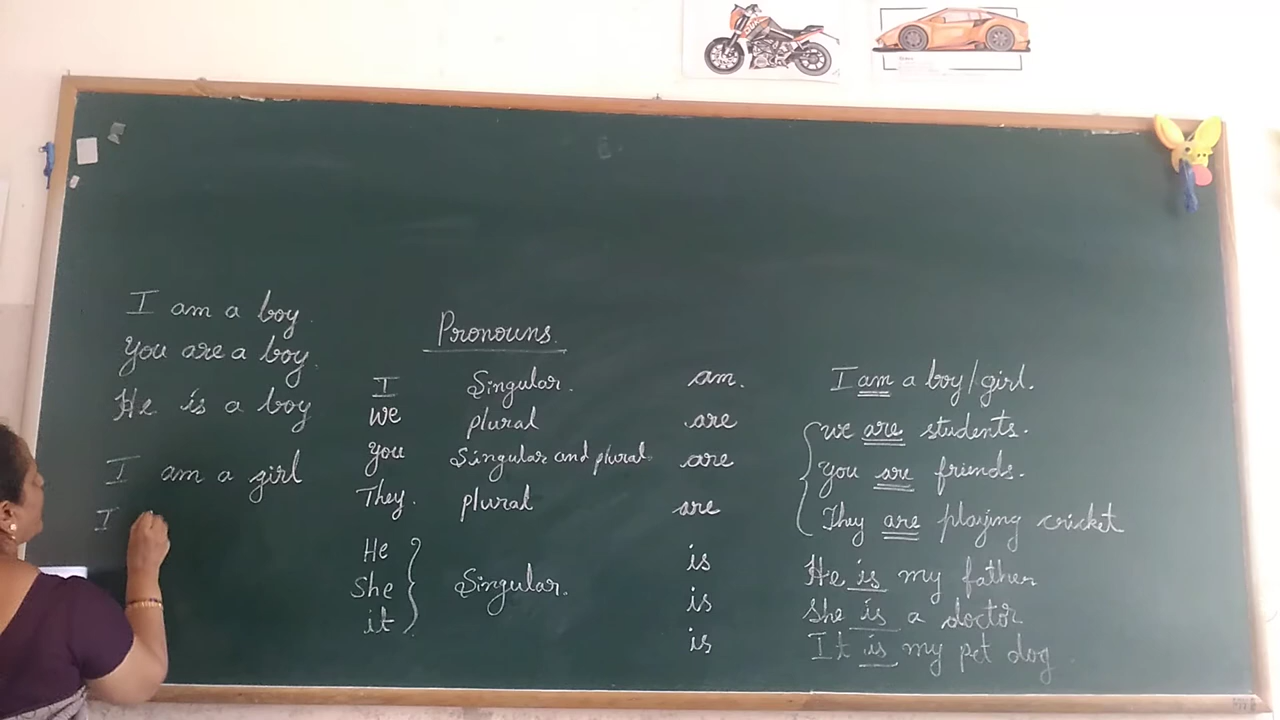 I am a boy.
You are a boy.
He is a boy
I am a girl
I
Pronouns.
I Singular. am. I am a boy/girl.
we plural are we are students.
you Singular and plural. are you are friends.
They. plural are They are playing cricket
He is He is my father
She Singular. is She is a doctor
it is It is my pet dog